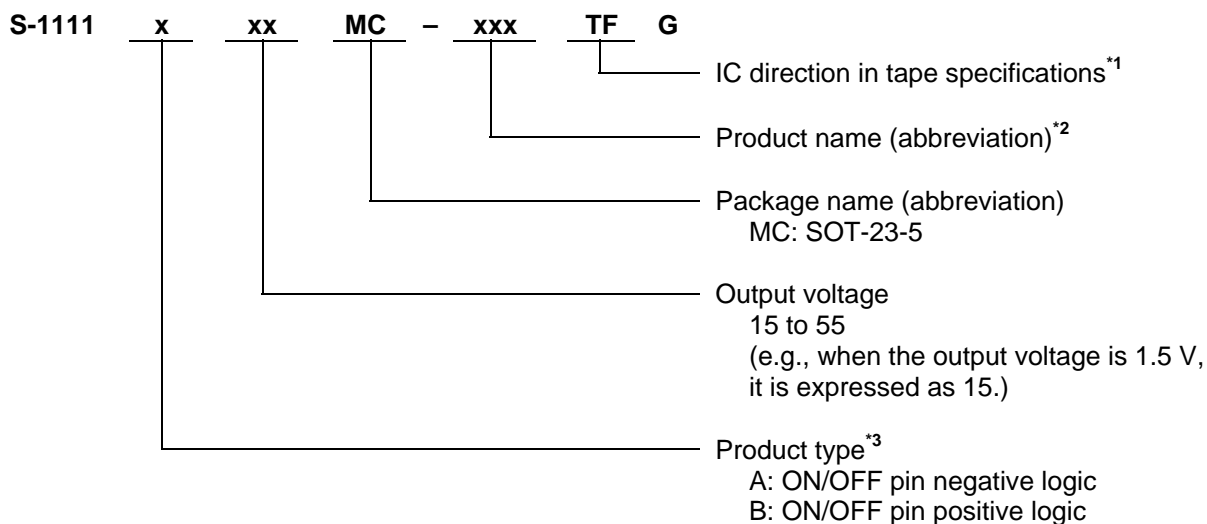 S-1111 x xx MC – xxx TF G
IC direction in tape specifications*1
Product name (abbreviation)*2
Package name (abbreviation)
MC: SOT-23-5
Output voltage
15 to 55
(e.g., when the output voltage is 1.5 V,
it is expressed as 15.)
Product type*3
A: ON/OFF pin negative logic
B: ON/OFF pin positive logic